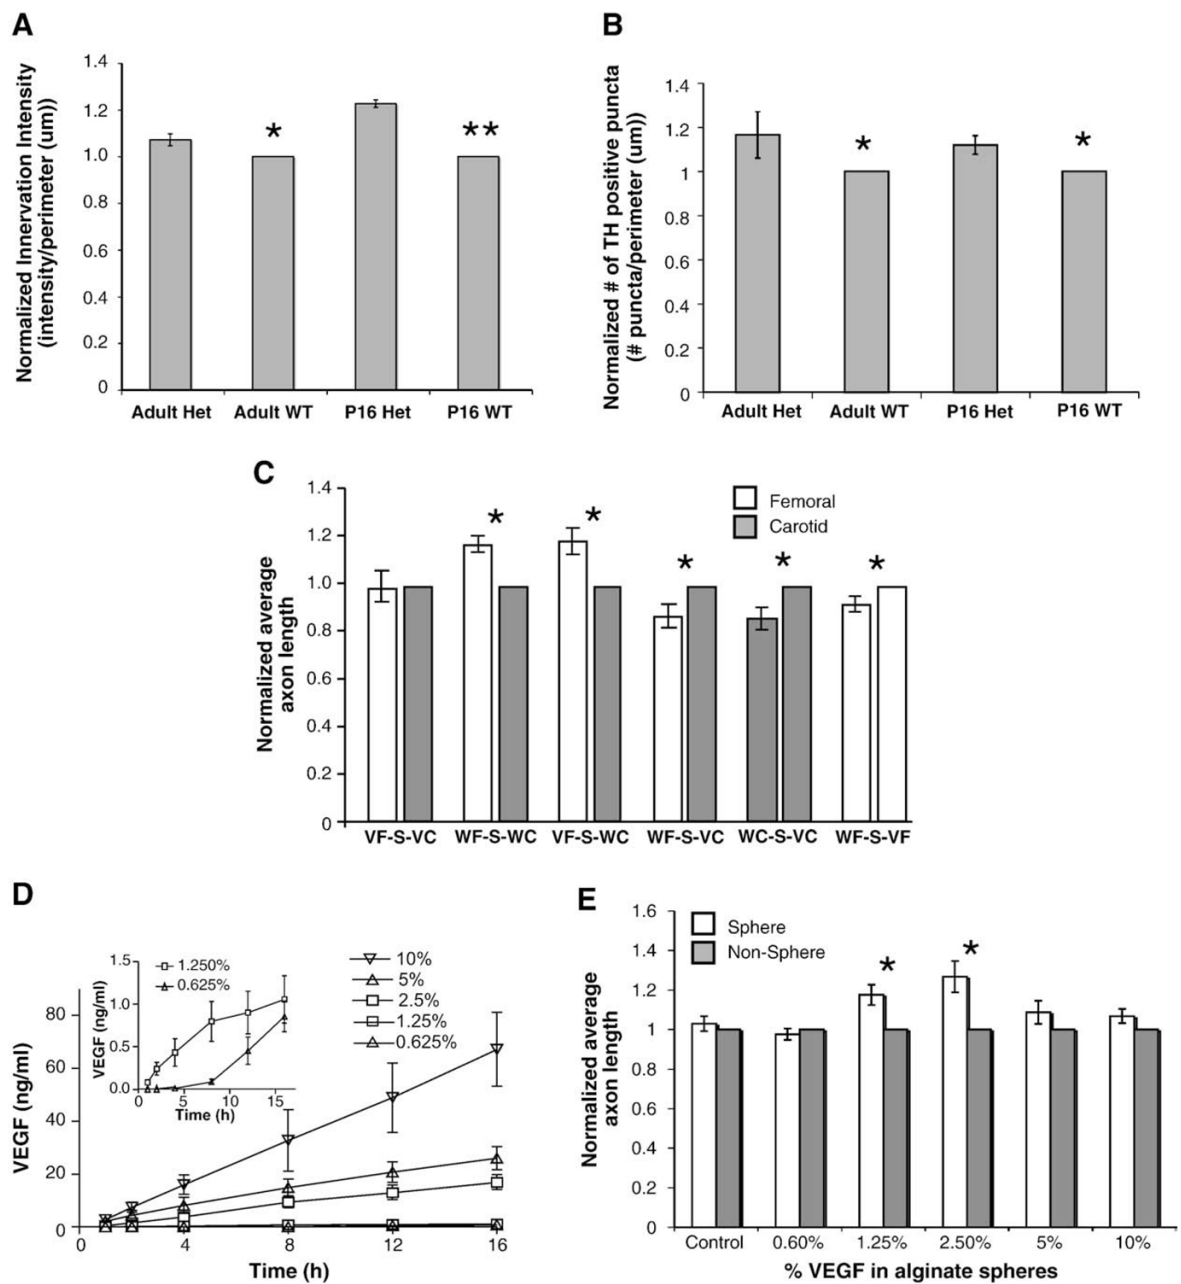 A
Normalized Innervation Intensity
(intensity/perimeter (um))
1.4
1.2
1.0
0.8
0.6
0.4
0.2
0
*
**
Adult Het Adult WT P16 Het P16 WT
B
Normalized # of TH positive puncta
(# puncta/perimeter (um))
1.4
1.2
1
0.8
0.6
0.4
0.2
0
*
*
Adult Het Adult WT P16 Het P16 WT
C
Normalized average
axon length
1.4
1.2
1.0
0.8
0.6
0.4
0.2
0
Femoral
Carotid
* * * * *
VF-S-VC WF-S-WC VF-S-WC WF-S-VC WC-S-VC WF-S-VF
D
VEGF (ng/ml)
80
60
40
20
0
0 4 8 12 16
Time (h)
10%
5%
2.5%
1.25%
0.625%
VEGF (ng/ml)
1.5
1.0
0.5
0.0
0 5 10 15
Time (h)
1.250%
0.625%
E
Normalized average
axon length
1.6
1.4
1.2
1
0.8
0.6
0.4
0.2
0
Sphere
Non-Sphere
* *
Control 0.60% 1.25% 2.50% 5% 10%
% VEGF in alginate spheres